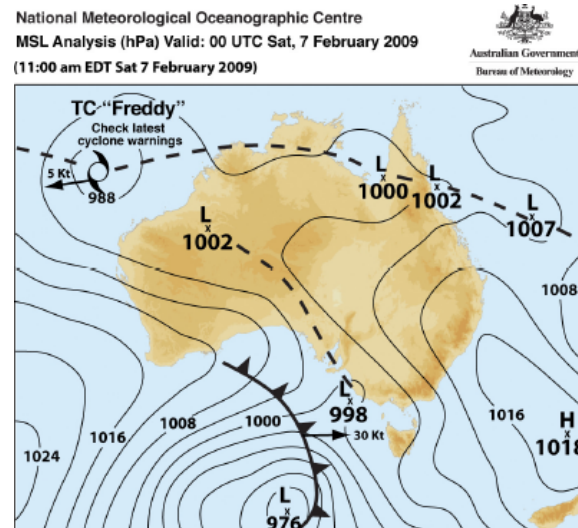 National Meteorological Oceanographic Centre
MSL Analysis (hPa) Valid: 00 UTC Sat, 7 February 2009
(11:00 am EDT Sat 7 February 2009)
Australian Government
Bureau of Meteorology
TC "Freddy"
Check latest
cyclone warnings
5 Kt
988
L
1000
L
1002
L
1007
L
1002
1008
L
998
1016
H
1018
1000
1008
1016
1024
30 Kt
L
976